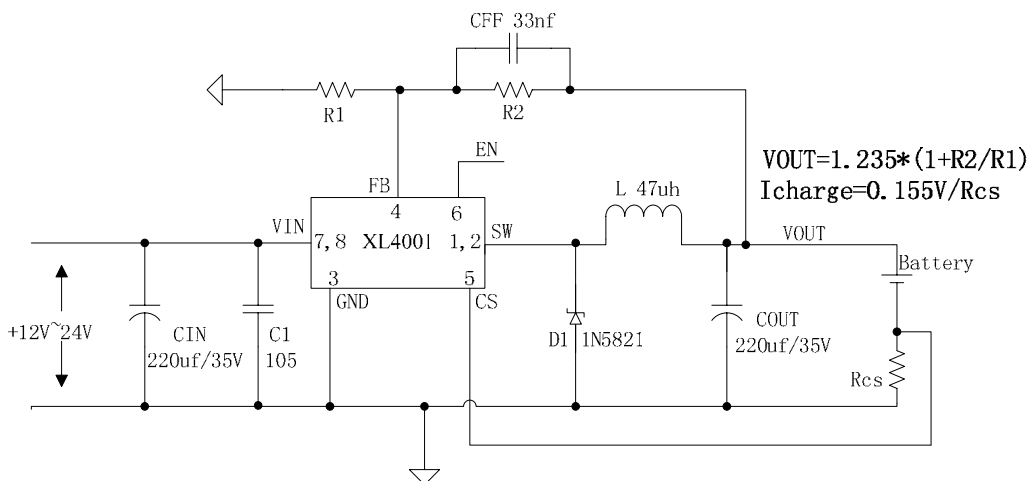 CFF 33nf
R1
R2
EN
VOUT=1.235*(1+R2/R1)
Icharge=0.155V/Rcs
FB
L 47uh
4
6
VIN
SW
VOUT
7,8
XL4001
1,2
Battery
3
5
GND
CS
+12V~24V
CIN
220uf/35V
C1
105
D1
1N5821
COUT
220uf/35V
Rcs